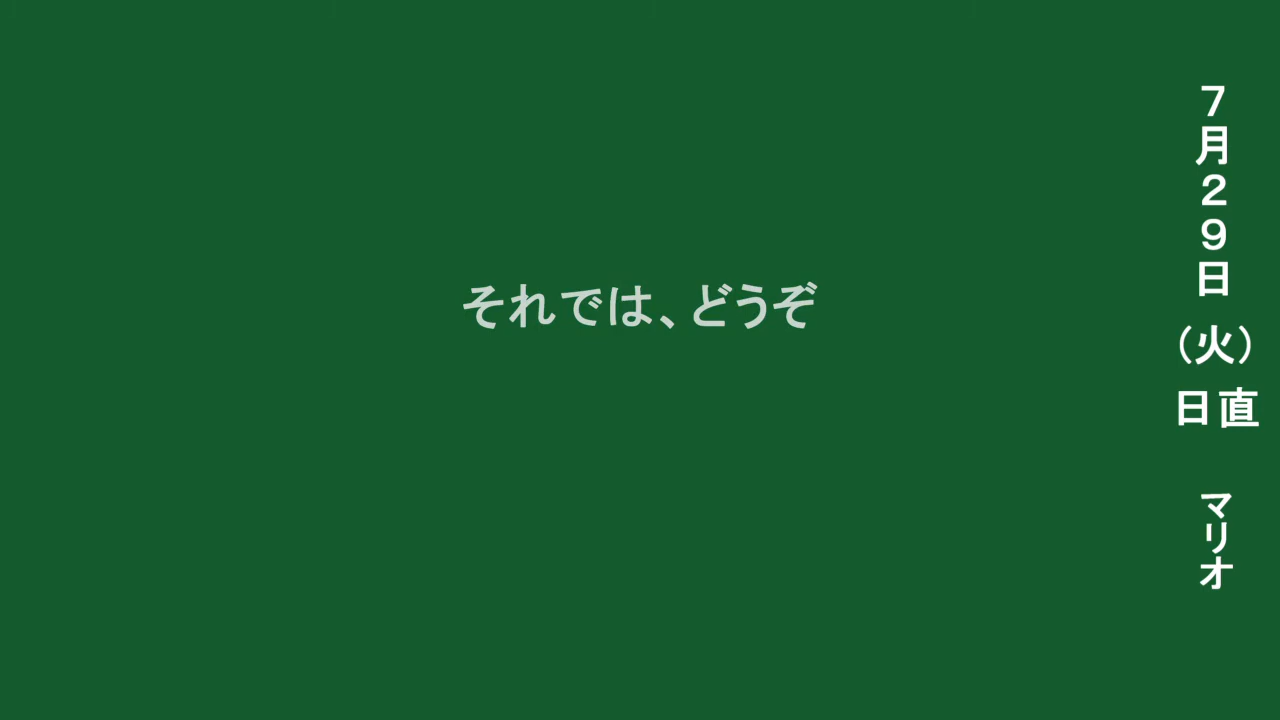 それでは、どうぞ
７月２９日
（火）
日直
マリオ